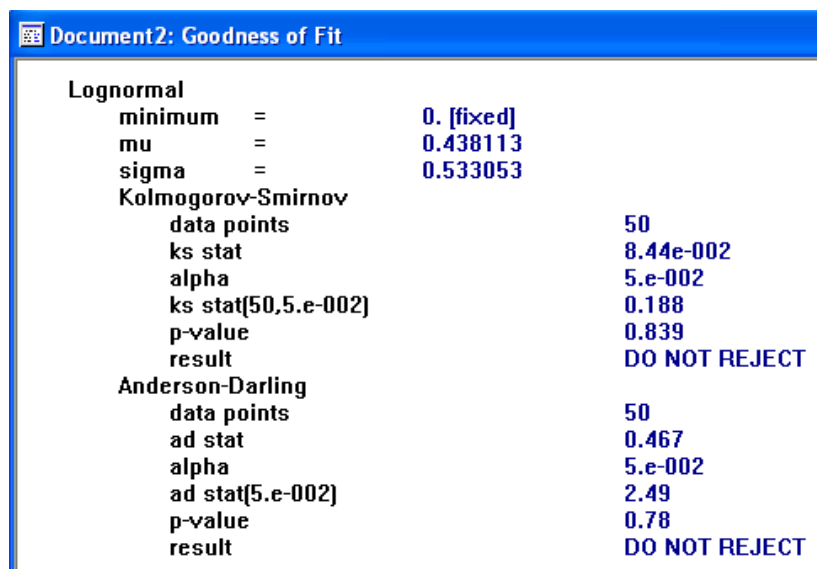 Document2: Goodness of Fit
Lognormal
minimum = 0. [fixed]
mu = 0.438113
sigma = 0.533053
Kolmogorov-Smirnov
data points 50
ks stat 8.44e-002
alpha 5.e-002
ks stat(50,5.e-002) 0.188
p-value 0.839
result DO NOT REJECT
Anderson-Darling
data points 50
ad stat 0.467
alpha 5.e-002
ad stat(5.e-002) 2.49
p-value 0.78
result DO NOT REJECT